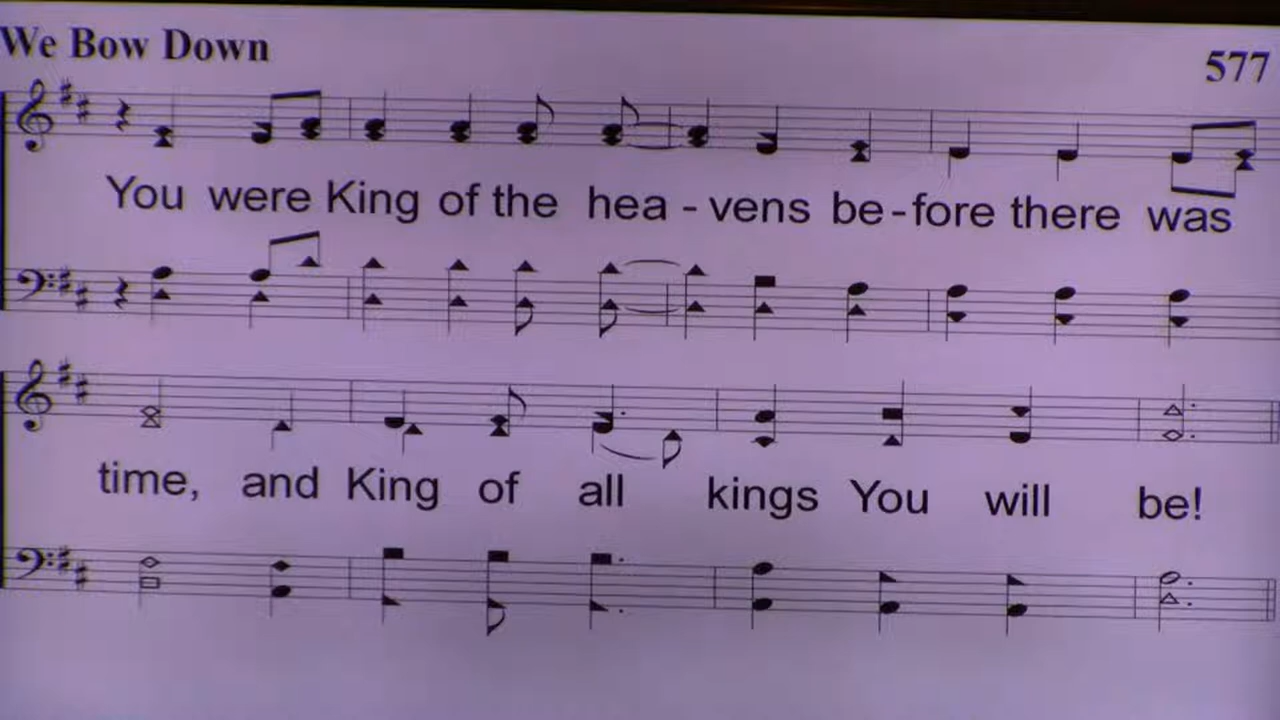 We Bow Down
577
You were King of the hea - vens be - fore there was
time, and King of all kings You will be!